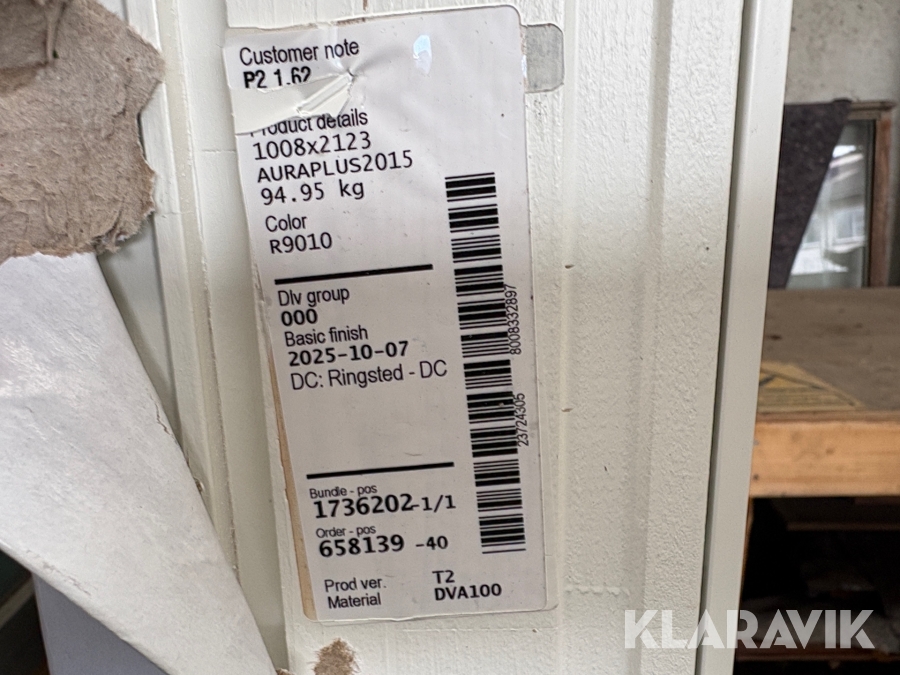 Customer note
P2 1.62
Product details
1008x2123
AURAPLUS2015
94.95 kg
Color
R9010
Dlv group
000
Basic finish
2025-10-07
DC: Ringsted - DC
8008332897
23724305
Bundle - pos
1736202-1/1
Order - pos
658139 -40
Prod ver. T2
Material DVA100
KLARAVIK